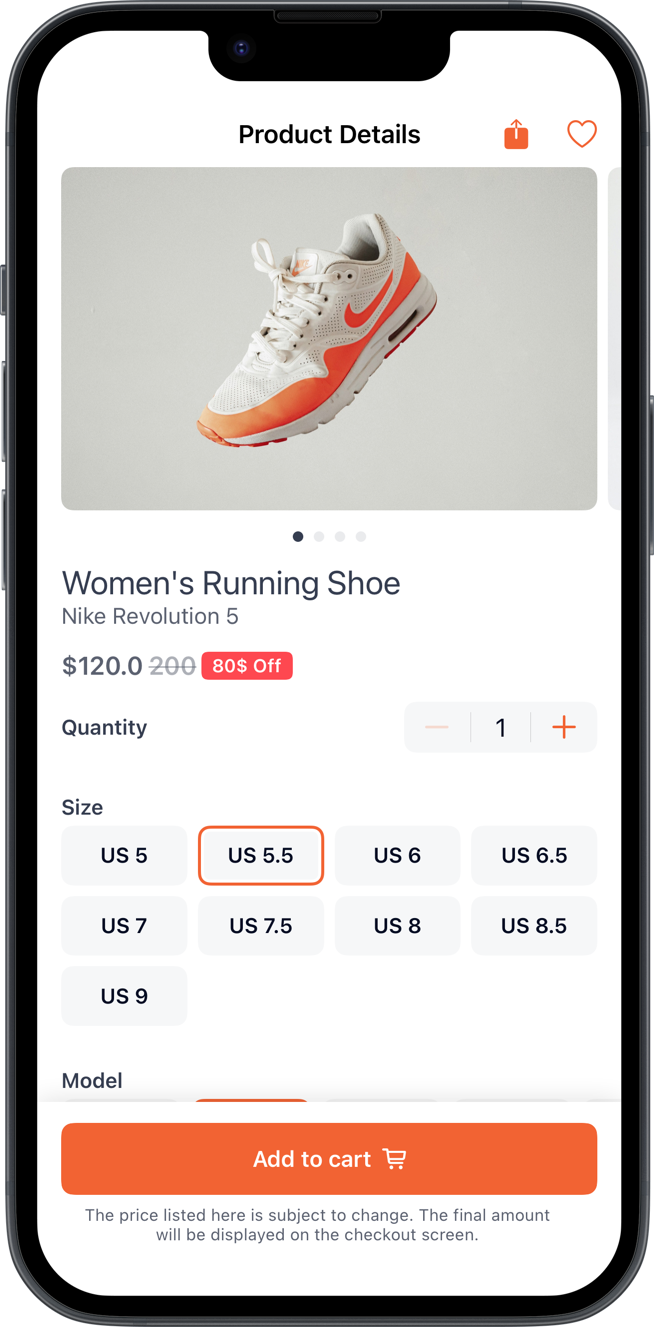 Product Details
Women's Running Shoe
Nike Revolution 5
$120.0 200 80$ Off
Quantity 1
Size
US 5 US 5.5 US 6 US 6.5
US 7 US 7.5 US 8 US 8.5
US 9
Model
Add to cart
The price listed here is subject to change. The final amount
will be displayed on the checkout screen.